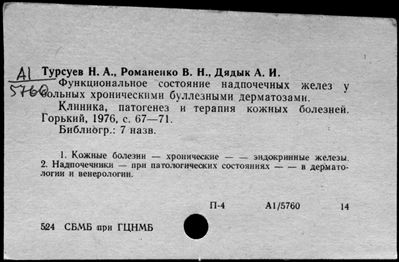 А1
5760
Турсуев Н. А., Романенко В. Н., Дядык А. И.
Функциональное состояние надпочечных желез у
больных хроническими буллезными дерматозами.
Клиника, патогенез и терапия кожных болезней.
Горький, 1976, с. 67—71.
Библиогр.: 7 назв.
1. Кожные болезни — хронические — — эндокринные железы.
2. Надпочечники — при патологических состояниях — — в дермато-
логии и венерологии.
П-4 А1/5760 14
524 СБМБ при ГЦНМБ